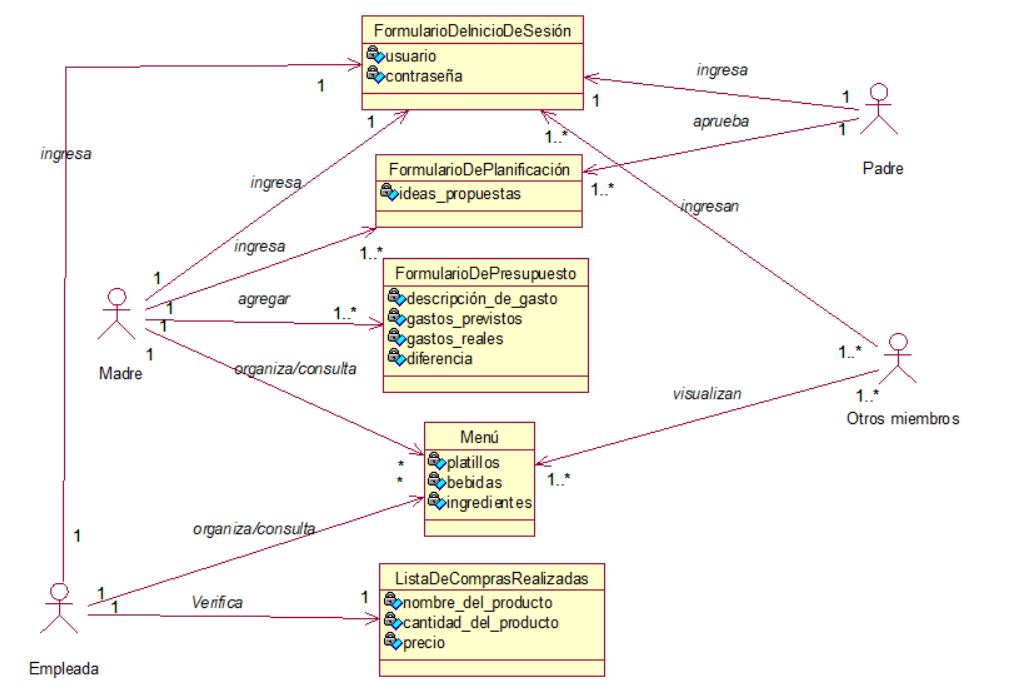 FormularioDeInicioDeSesión
usuario
contraseña
1
1
ingresa
1
1
1..*
aprueba
1
Padre
ingresa
FormularioDePlanificación
ideas_propuestas
1..*
ingresa
ingresan
ingresa
1..*
1
FormularioDePresupuesto
descripción_de_gasto
gastos_previstos
gastos_reales
diferencia
agregar
1..*
1
1
1
Madre
organiza/consulta
1..*
1..*
Otros miembros
visualizan
Menú
platillos
bebidas
ingredientes
*
*
1..*
organiza/consulta
1
ListaDeComprasRealizadas
nombre_del_producto
cantidad_del_producto
precio
Verifica
1
1
1
Empleada